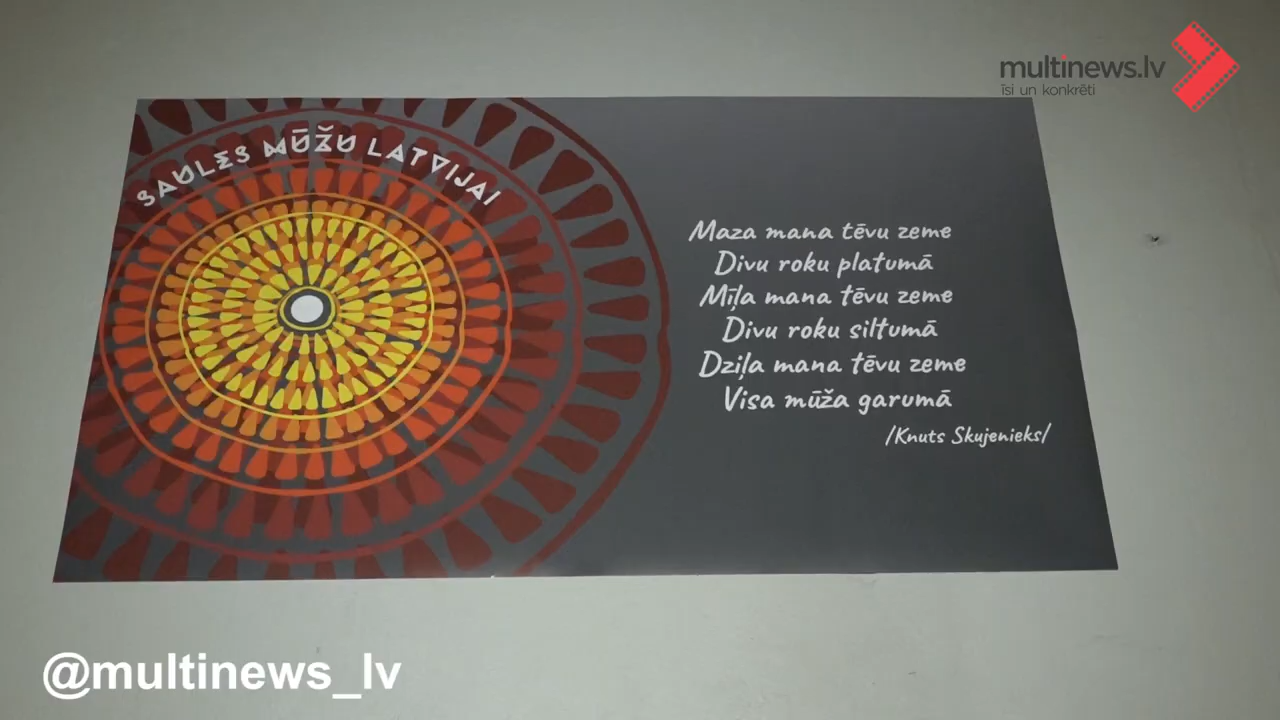 multinews.lv
īsi un konkrēti
SAULES MŪŽU LATVIJAI
Maza mana tēvu zeme
Divu roku platumā
Mīļa mana tēvu zeme
Divu roku siltumā
Dziļa mana tēvu zeme
Visa mūža garumā
/Knuts Skujenieks/
@multinews_lv